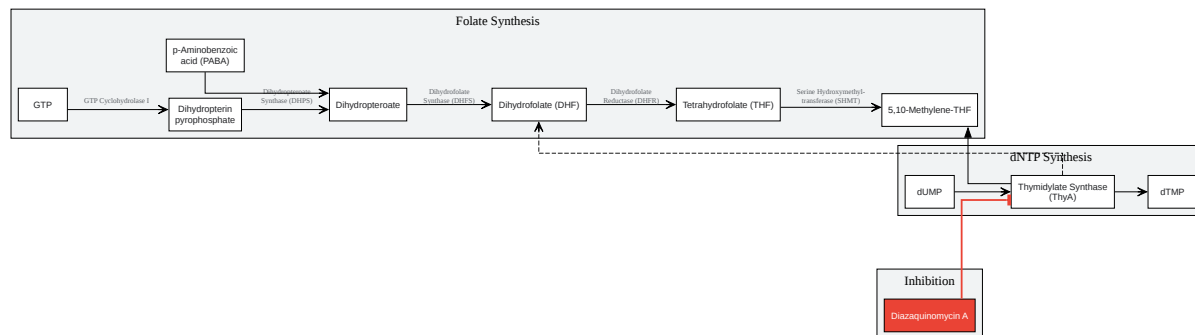 Folate Synthesis
p-Aminobenzoic
acid (PABA)
GTP
GTP Cyclohydrolase I
Dihydropterin
pyrophosphate
Dihydropteroate
Synthase (DHPS)
Dihydropteroate
Dihydrofolate
Synthase (DHFS)
Dihydrofolate (DHF)
Dihydrofolate
Reductase (DHFR)
Tetrahydrofolate (THF)
Serine Hydroxymethyl-
transferase (SHMT)
5,10-Methylene-THF
dNTP Synthesis
dUMP
Thymidylate Synthase
(ThyA)
dTMP
Inhibition
Diazaquinomycin A